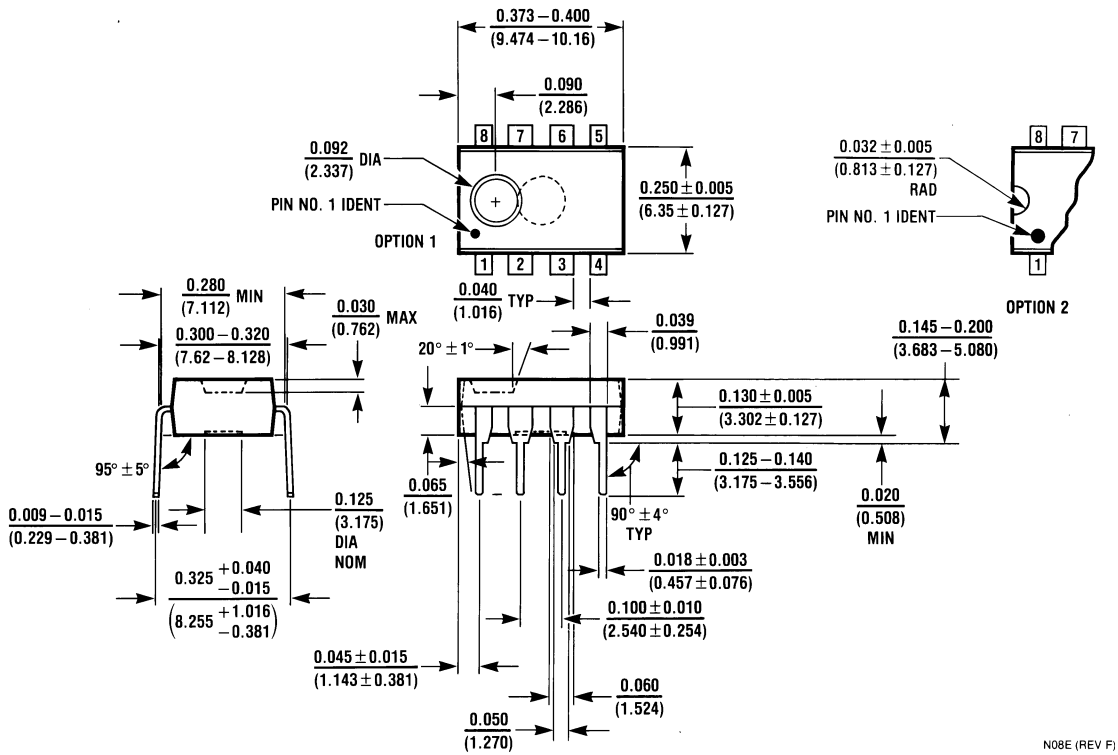 0.373 – 0.400
(9.474 – 10.16)
0.090
(2.286)
8 7 6 5
0.092 DIA
(2.337)
PIN NO. 1 IDENT
OPTION 1
1 2 3 4
0.250 ± 0.005
(6.35 ± 0.127)
0.032 ± 0.005
(0.813 ± 0.127)
RAD
PIN NO. 1 IDENT
8 7
1
OPTION 2
0.280 MIN
(7.112)
0.300 – 0.320
(7.62 – 8.128)
0.030 MAX
(0.762)
0.040 TYP
(1.016)
0.039
(0.991)
20° ± 1°
0.145 – 0.200
(3.683 – 5.080)
0.130 ± 0.005
(3.302 ± 0.127)
0.125 – 0.140
(3.175 – 3.556)
0.020
(0.508)
MIN
95° ± 5°
0.009 – 0.015
(0.229 – 0.381)
0.125
(3.175)
DIA
NOM
0.065
(1.651)
90° ± 4°
TYP
0.018 ± 0.003
(0.457 ± 0.076)
0.325 +0.040
–0.015
(8.255 +1.016
–0.381)
0.100 ± 0.010
(2.540 ± 0.254)
0.045 ± 0.015
(1.143 ± 0.381)
0.060
(1.524)
0.050
(1.270)
N08E (REV F)